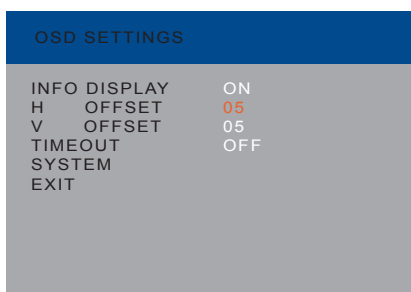 OSD SETTINGS
INFO DISPLAY ON
H OFFSET 05
V OFFSET 05
TIMEOUT OFF
SYSTEM
EXIT